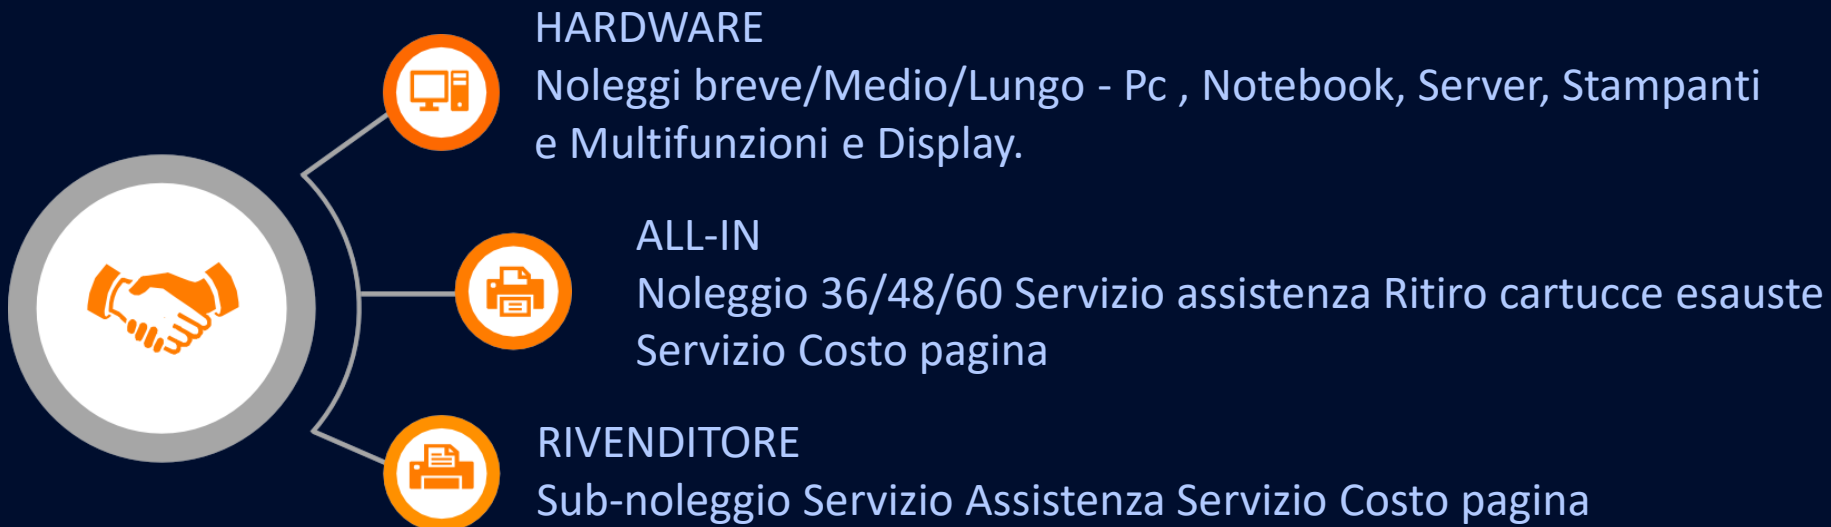 HARDWARE
Noleggi breve/Medio/Lungo - Pc , Notebook, Server, Stampanti
e Multifunzioni e Display.
ALL-IN
Noleggio 36/48/60 Servizio assistenza Ritiro cartucce esauste
Servizio Costo pagina
RIVENDITORE
Sub-noleggio Servizio Assistenza Servizio Costo pagina